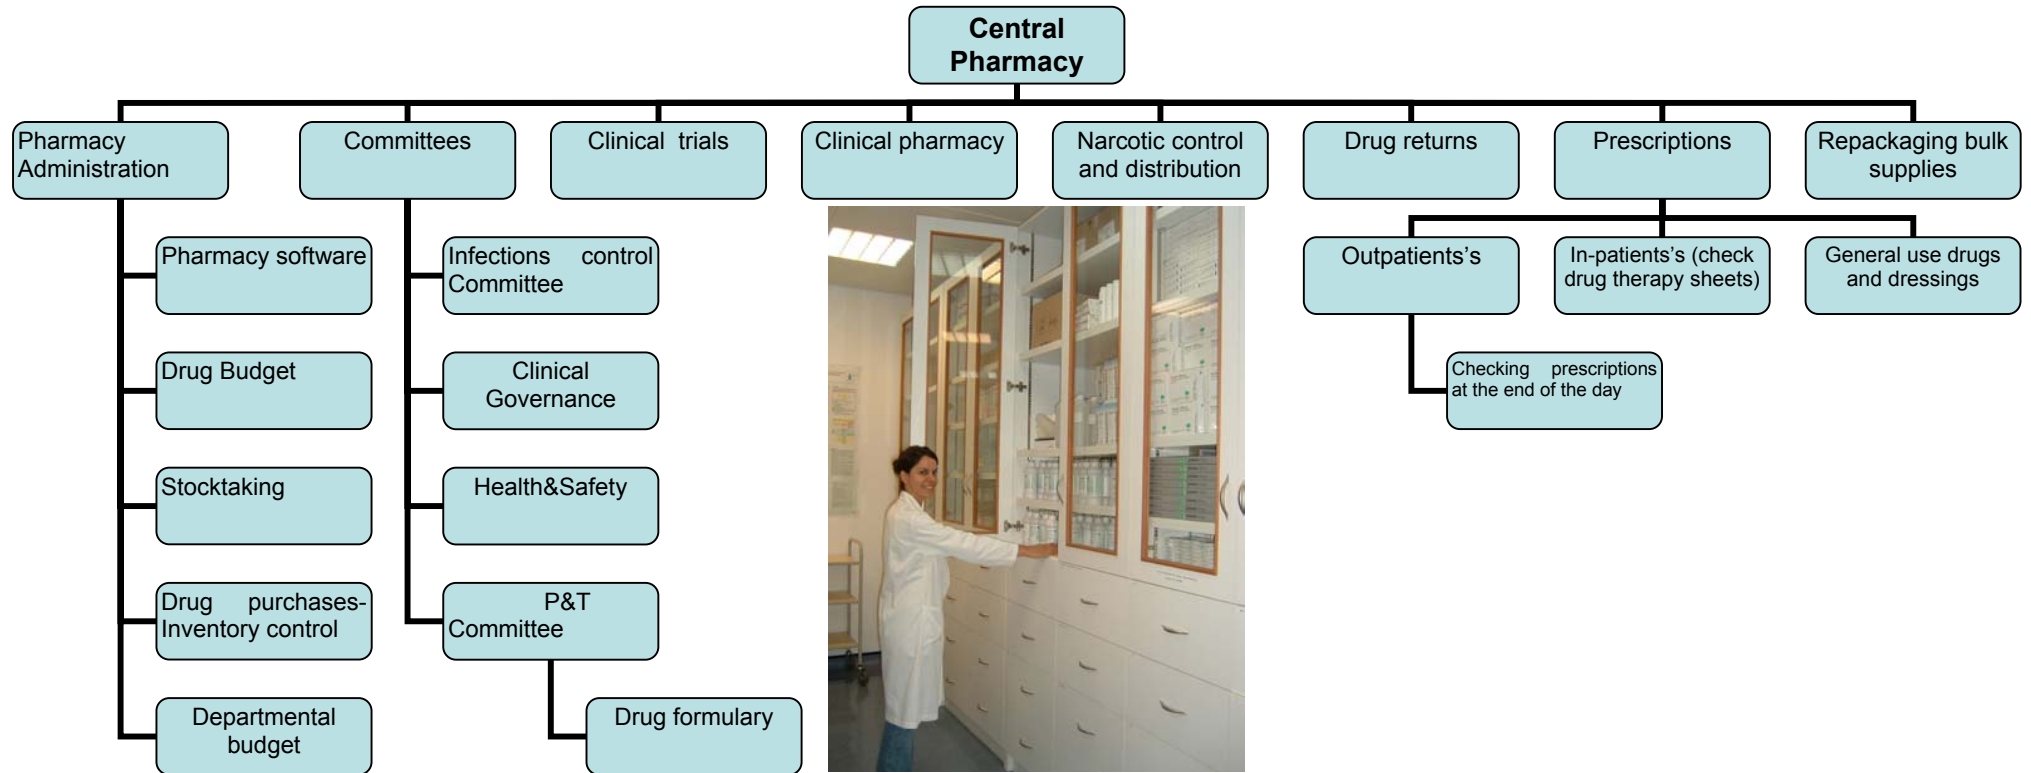 Central
Pharmacy
Pharmacy
Administration
Committees
Clinical trials
Clinical pharmacy
Narcotic control
and distribution
Drug returns
Prescriptions
Repackaging bulk
supplies
Pharmacy software
Infections control
Committee
Outpatients's
In-patients's (check
drug therapy sheets)
General use drugs
and dressings
Drug Budget
Clinical
Governance
Checking prescriptions
at the end of the day
Stocktaking
Health&Safety
Drug purchases-
Inventory control
P&T
Committee
Departmental
budget
Drug formulary